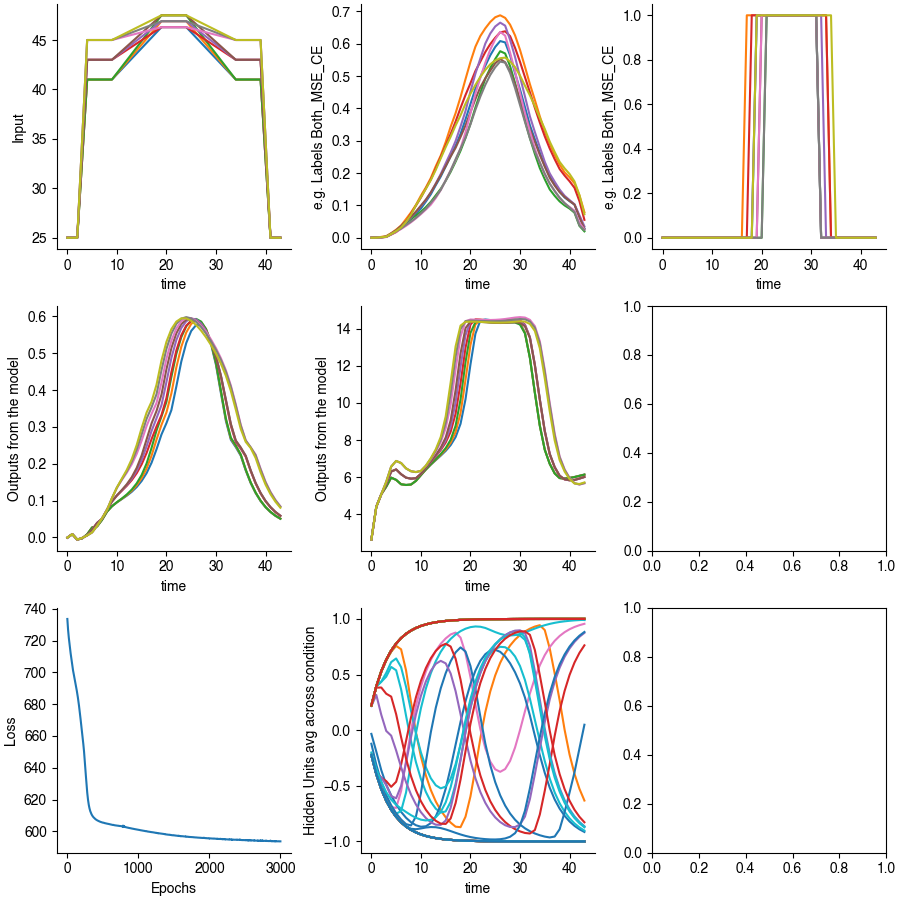 45
40
35
30
25
0 10 20 30 40
time
Input
0.7
0.6
0.5
0.4
0.3
0.2
0.1
0.0
0 10 20 30 40
time
e.g. Labels Both_MSE_CE
1.0
0.8
0.6
0.4
0.2
0.0
0 10 20 30 40
time
e.g. Labels Both_MSE_CE
0.6
0.5
0.4
0.3
0.2
0.1
0.0
0 10 20 30 40
time
Outputs from the model
14
12
10
8
6
4
0 10 20 30 40
time
Outputs from the model
1.0
0.8
0.6
0.4
0.2
0.0
0.0 0.2 0.4 0.6 0.8 1.0
740
720
700
680
660
640
620
600
0 1000 2000 3000
Epochs
Loss
1.0
0.5
0.0
−0.5
−1.0
0 10 20 30 40
time
Hidden Units avg across condition
1.0
0.8
0.6
0.4
0.2
0.0
0.0 0.2 0.4 0.6 0.8 1.0